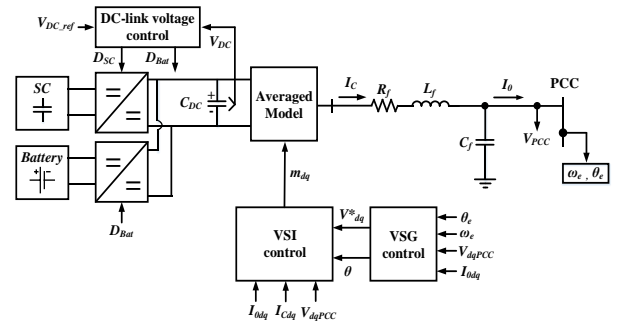 DC-link voltage
control
V_DC_ref
V_DC
D_SC
D_Bat
SC
C_DC
+
-
Averaged
Model
I_C
R_f
L_f
I_0
PCC
C_f
V_PCC
ω_e , θ_e
Battery
+
-
D_Bat
m_dq
VSI
control
V*_dq
θ
VSG
control
θ_e
ω_e
V_dqPCC
I_0dq
I_0dq
I_Cdq
V_dqPCC